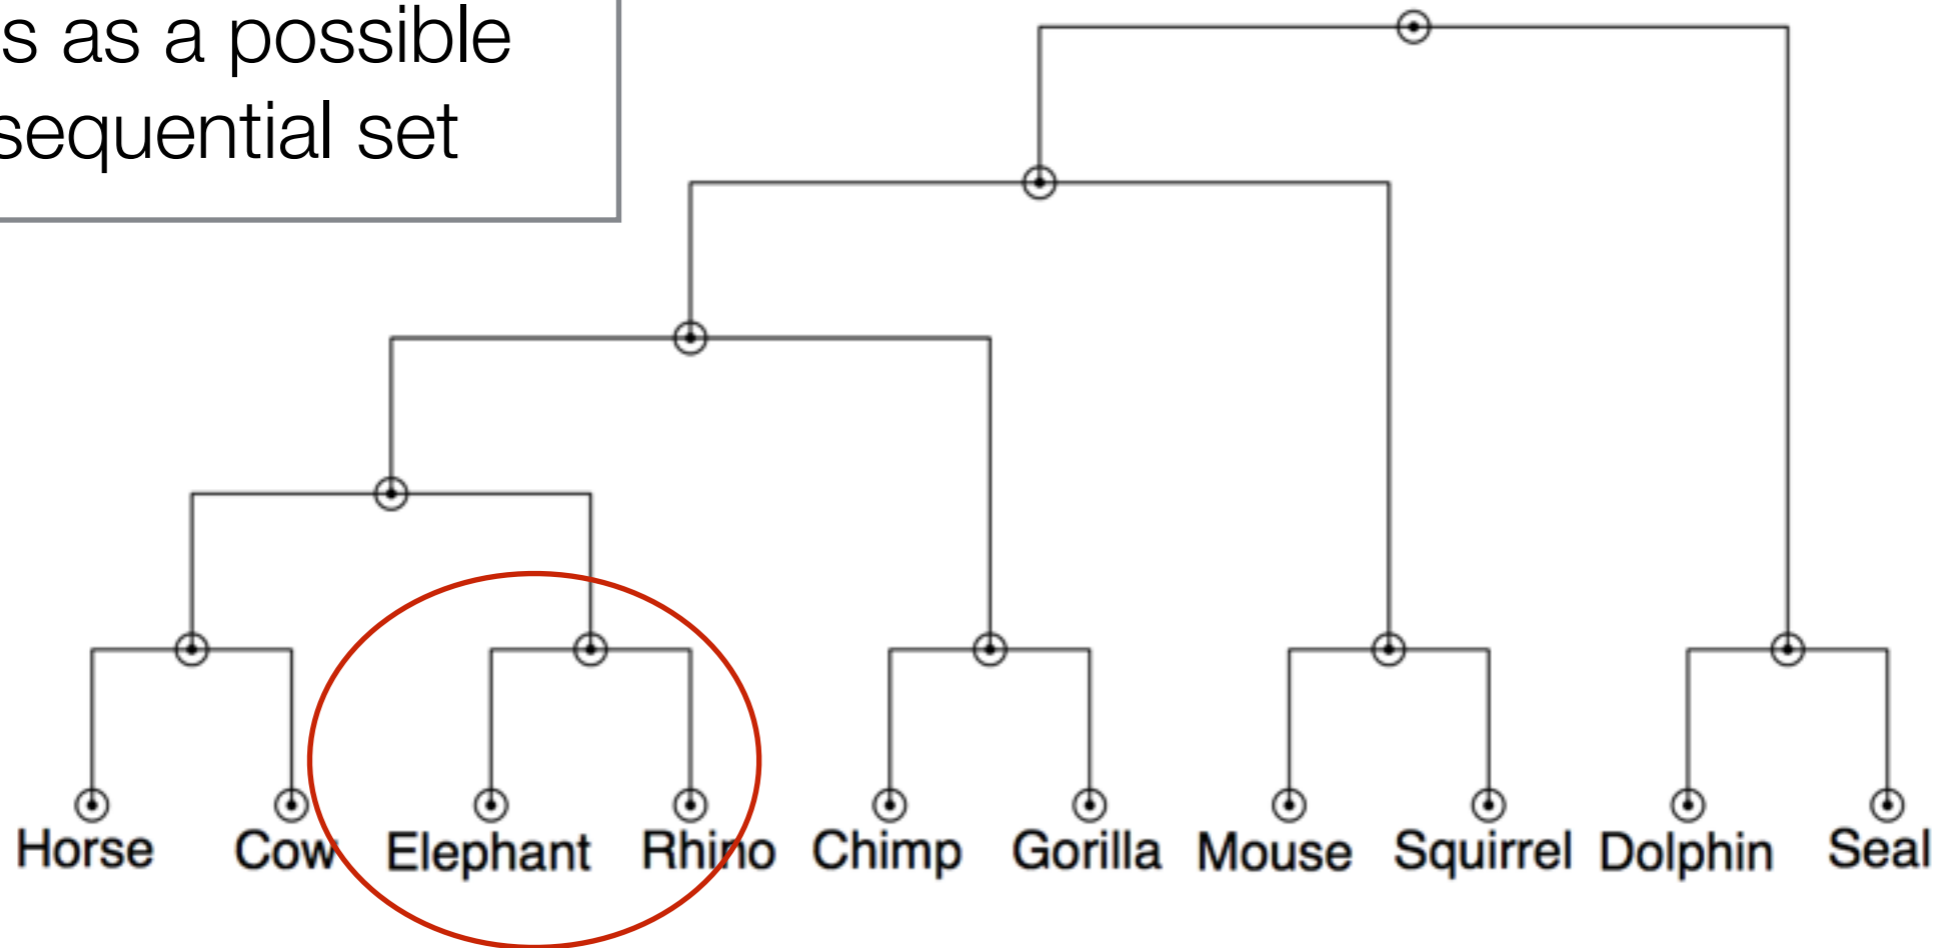 s as a possible
sequential set
Horse Cow Elephant Rhino Chimp Gorilla Mouse Squirrel Dolphin Seal